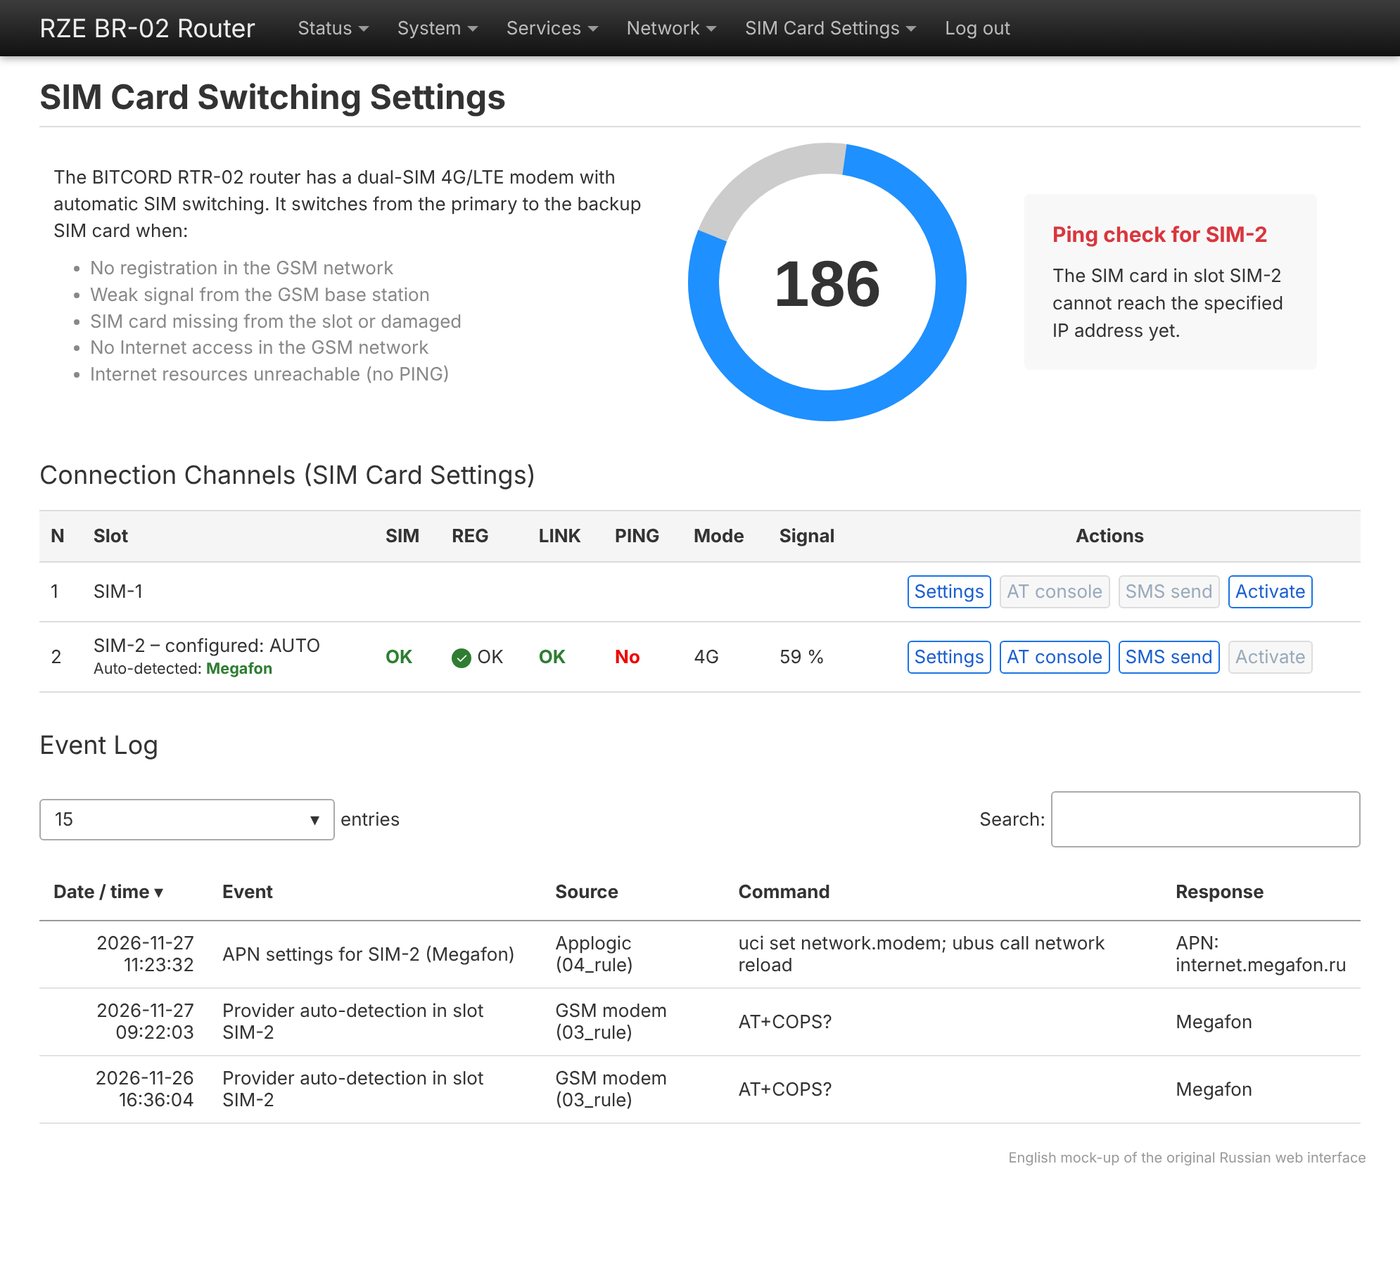 RZE BR-02 Router Status System Services Network SIM Card Settings Log out
SIM Card Switching Settings
The BITCORD RTR-02 router has a dual-SIM 4G/LTE modem with
automatic SIM switching. It switches from the primary to the backup
SIM card when:
• No registration in the GSM network
• Weak signal from the GSM base station
• SIM card missing from the slot or damaged
• No Internet access in the GSM network
• Internet resources unreachable (no PING)
186
Ping check for SIM-2
The SIM card in slot SIM-2
cannot reach the specified
IP address yet.
Connection Channels (SIM Card Settings)
N Slot SIM REG LINK PING Mode Signal Actions
1 SIM-1 Settings AT console SMS send Activate
2 SIM-2 – configured: AUTO OK OK OK No 4G 59 % Settings AT console SMS send Activate
Auto-detected: Megafon
Event Log
15 ▼ entries Search:
Date / time ▾ Event Source Command Response
2026-11-27 APN settings for SIM-2 (Megafon) Applogic uci set network.modem; ubus call network APN:
11:23:32 (04_rule) reload internet.megafon.ru
2026-11-27 Provider auto-detection in slot GSM modem AT+COPS? Megafon
09:22:03 SIM-2 (03_rule)
2026-11-26 Provider auto-detection in slot GSM modem AT+COPS? Megafon
16:36:04 SIM-2 (03_rule)
English mock-up of the original Russian web interface